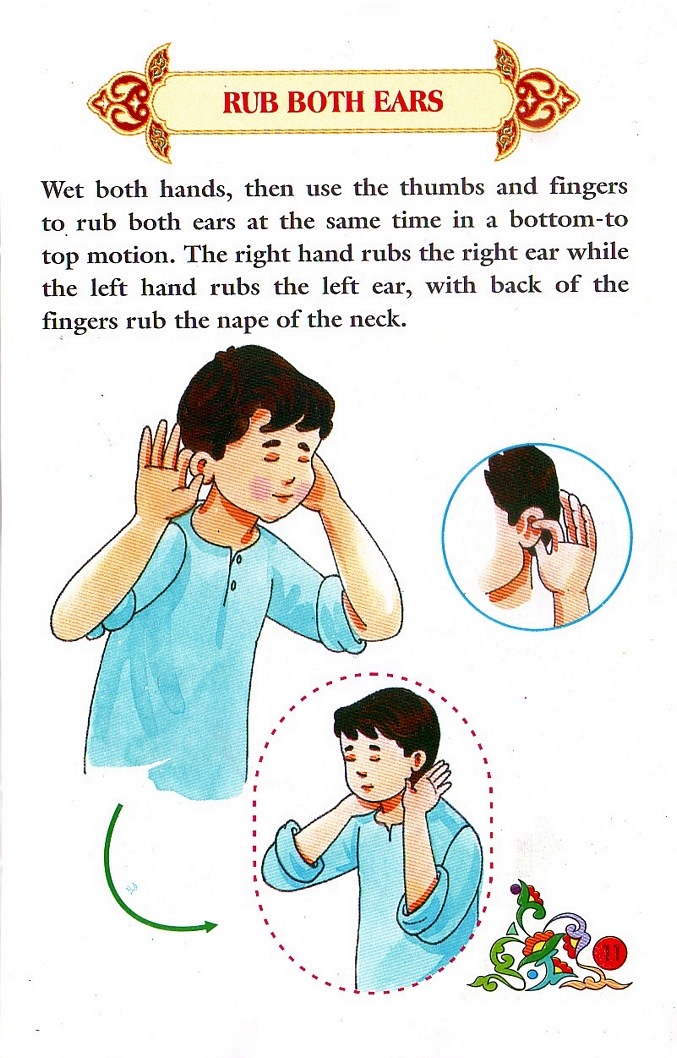 RUB BOTH EARS
Wet both hands, then use the thumbs and fingers
to rub both ears at the same time in a bottom-to
top motion. The right hand rubs the right ear while
the left hand rubs the left ear, with back of the
fingers rub the nape of the neck.
11